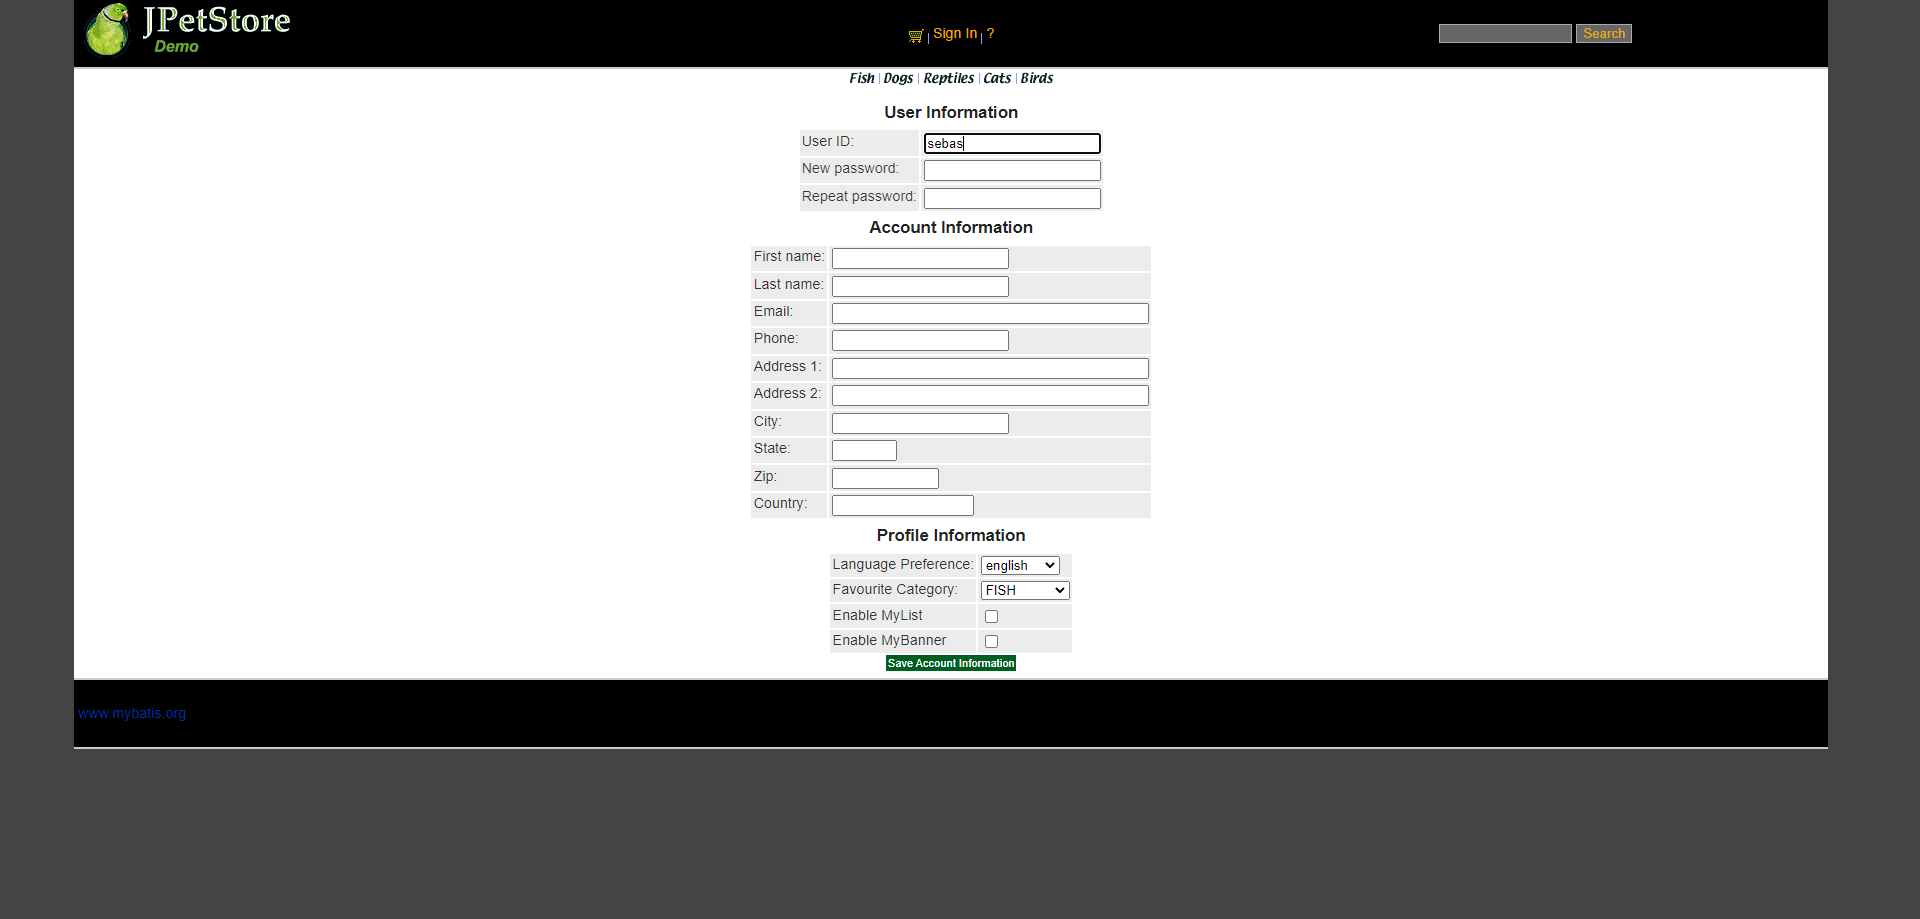 JPetStore
Demo
Sign In | ?
Search
Fish | Dogs | Reptiles | Cats | Birds
User Information
User ID: sebas
New password:
Repeat password:
Account Information
First name:
Last name:
Email:
Phone:
Address 1:
Address 2:
City:
State:
Zip:
Country:
Profile Information
Language Preference: english
Favourite Category: FISH
Enable MyList
Enable MyBanner
Save Account Information
www.mybatis.org